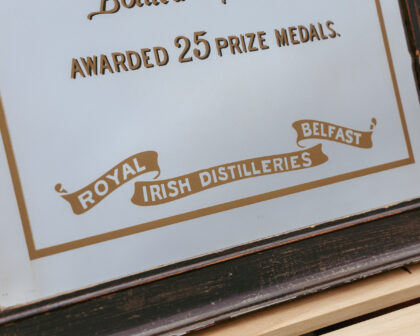 AWARDED 25 PRIZE MEDALS.
ROYAL IRISH DISTILLERIES BELFAST